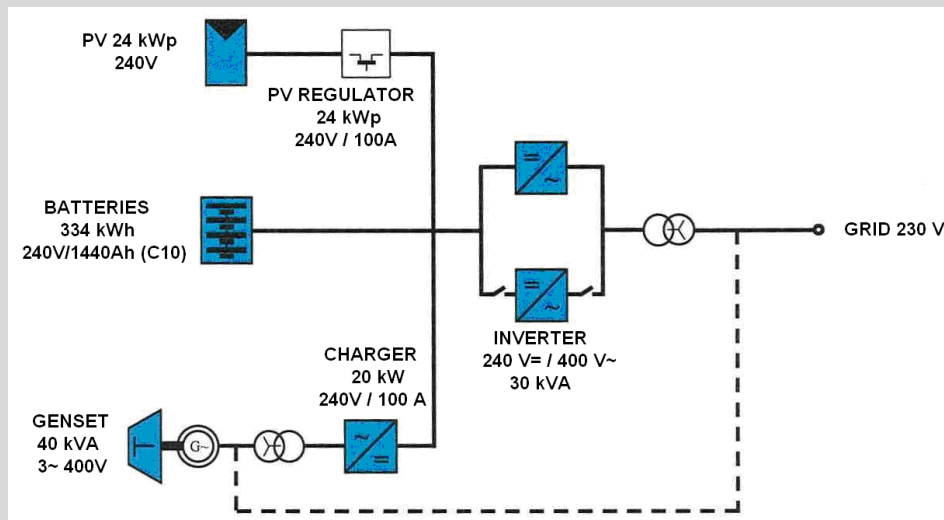 PV 24 kWp
240V
PV REGULATOR
24 kWp
240V / 100A
BATTERIES
334 kWh
240V/1440Ah (C10)
GRID 230 V
INVERTER
240 V= / 400 V~
30 kVA
CHARGER
20 kW
240V / 100 A
GENSET
40 kVA
3~ 400V
G~